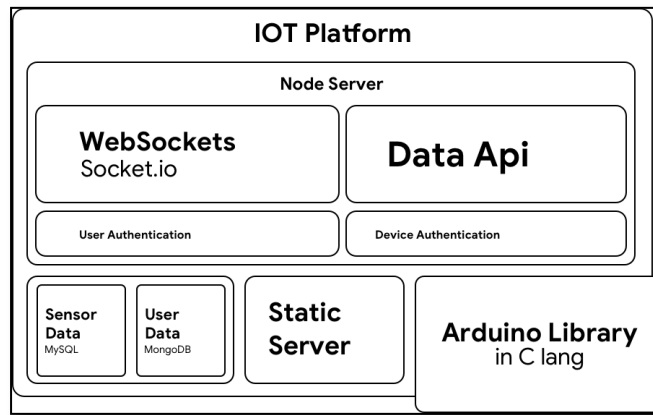 IOT Platform
Node Server
WebSockets
Socket.io
Data Api
User Authentication
Device Authentication
Sensor
Data
MySQL
User
Data
MongoDB
Static
Server
Arduino Library
in C lang